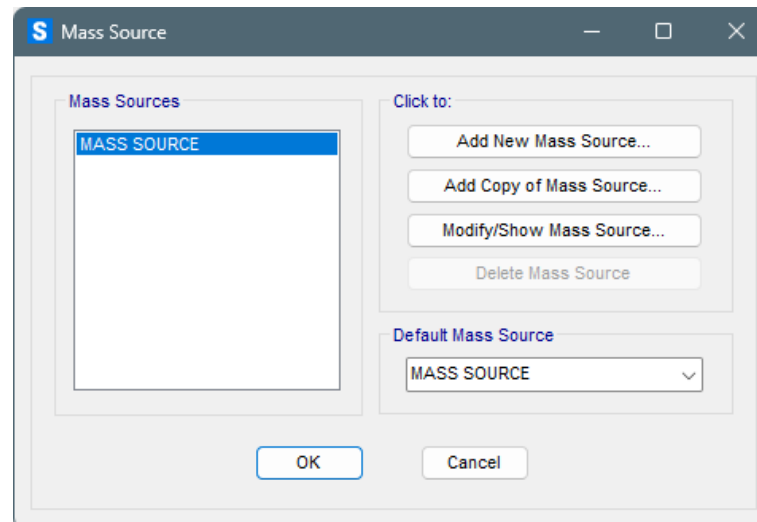 S Mass Source
Mass Sources
MASS SOURCE
Click to:
Add New Mass Source...
Add Copy of Mass Source...
Modify/Show Mass Source...
Delete Mass Source
Default Mass Source
MASS SOURCE
OK
Cancel